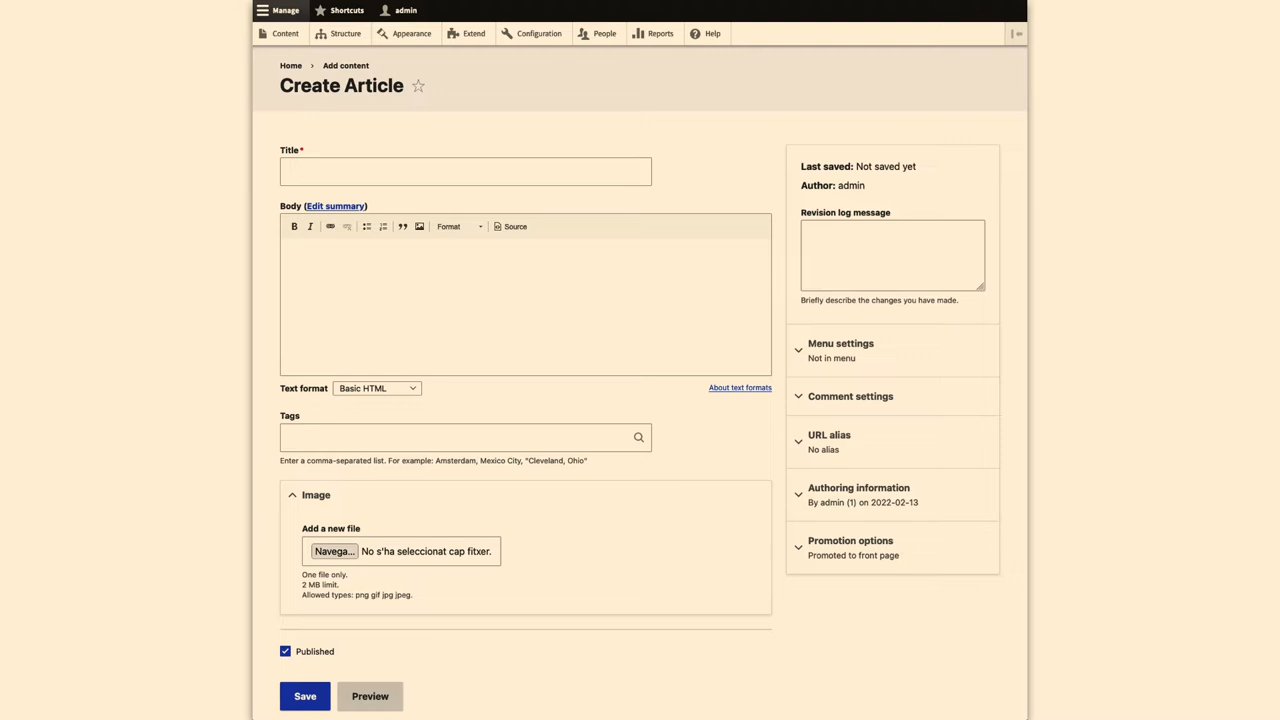 Manage Shortcuts admin
Content Structure Appearance Extend Configuration People Reports Help
Home › Add content
Create Article
Title*
Body (Edit summary)
B I Format Source
Text format Basic HTML About text formats
Tags
Enter a comma-separated list. For example: Amsterdam, Mexico City, "Cleveland, Ohio"
Image
Add a new file
Navega... No s'ha seleccionat cap fitxer.
One file only.
2 MB limit.
Allowed types: png gif jpg jpeg.
Published
Save Preview
Last saved: Not saved yet
Author: admin
Revision log message
Briefly describe the changes you have made.
Menu settings
Not in menu
Comment settings
URL alias
No alias
Authoring information
By admin (1) on 2022-02-13
Promotion options
Promoted to front page